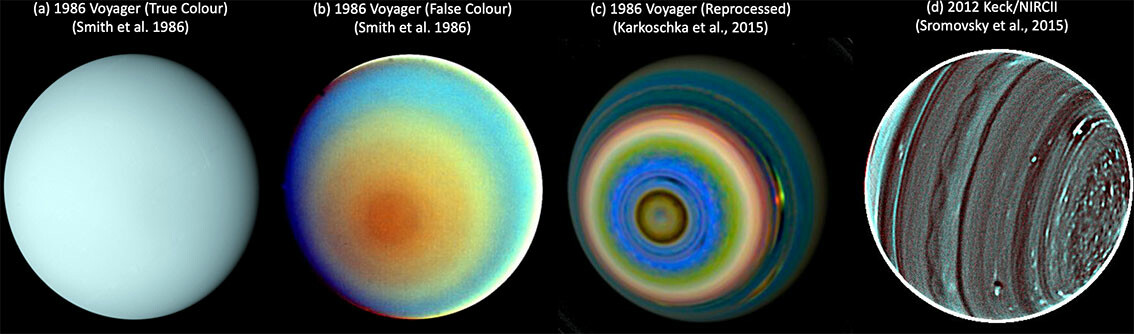 (a) 1986 Voyager (True Colour)
(Smith et al. 1986)
(b) 1986 Voyager (False Colour)
(Smith et al. 1986)
(c) 1986 Voyager (Reprocessed)
(Karkoschka et al., 2015)
(d) 2012 Keck/NIRCII
(Sromovsky et al., 2015)